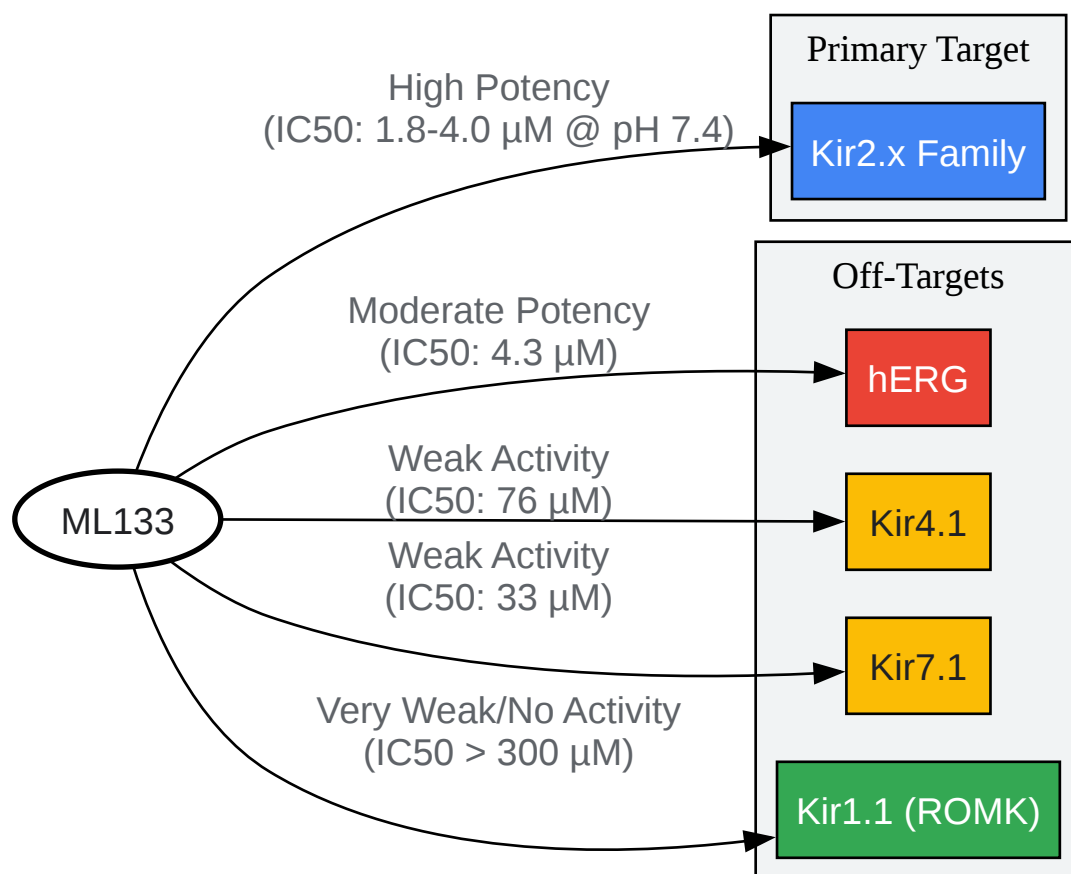 Primary Target
High Potency
(IC50: 1.8-4.0 µM @ pH 7.4)
Kir2.x Family
Off-Targets
Moderate Potency
(IC50: 4.3 µM)
hERG
Weak Activity
(IC50: 76 µM)
ML133
Kir4.1
Weak Activity
(IC50: 33 µM)
Kir7.1
Very Weak/No Activity
(IC50 > 300 µM)
Kir1.1 (ROMK)